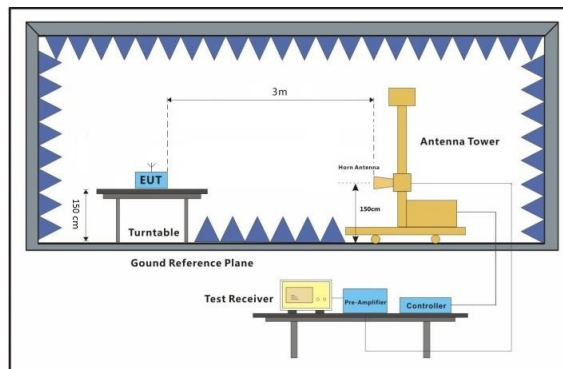 3m
Antenna Tower
Horn Antenna
EUT
150 cm
150cm
Turntable
Gound Reference Plane
Test Receiver
Pre-Amplifier
Controller